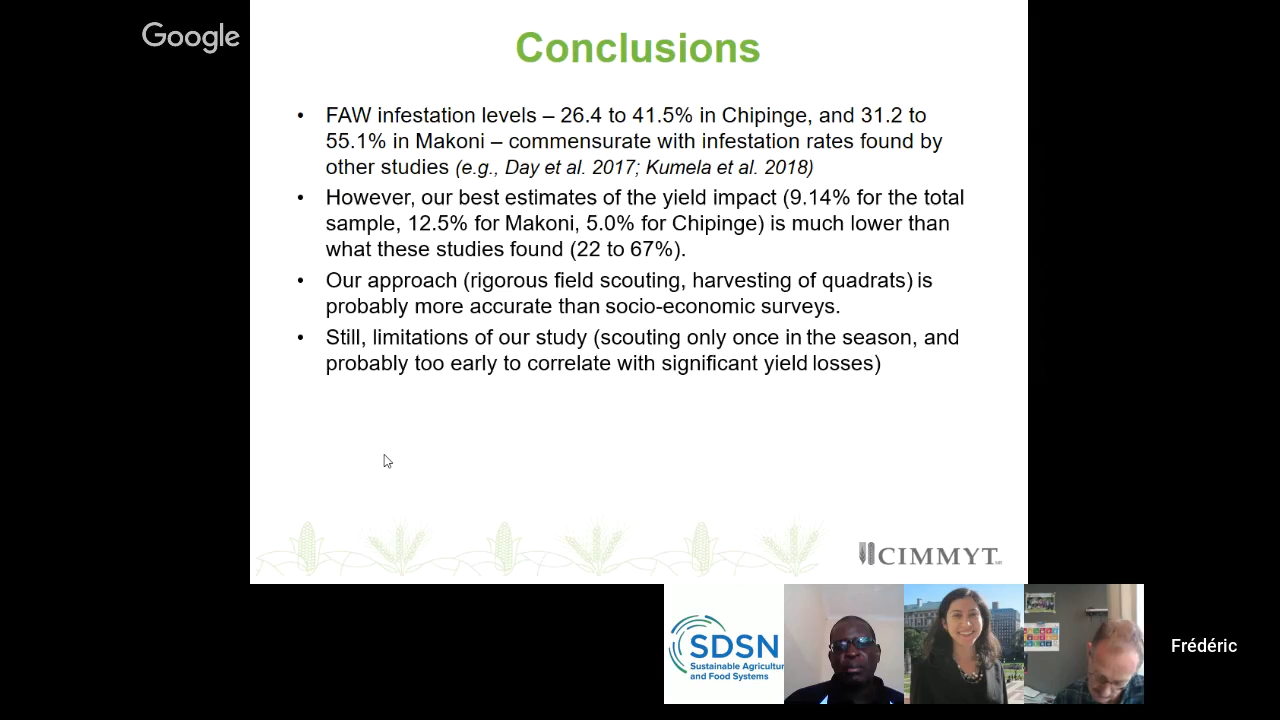 Google
Conclusions
• FAW infestation levels – 26.4 to 41.5% in Chipinge, and 31.2 to
55.1% in Makoni – commensurate with infestation rates found by
other studies (e.g., Day et al. 2017; Kumela et al. 2018)
• However, our best estimates of the yield impact (9.14% for the total
sample, 12.5% for Makoni, 5.0% for Chipinge) is much lower than
what these studies found (22 to 67%).
• Our approach (rigorous field scouting, harvesting of quadrats) is
probably more accurate than socio-economic surveys.
• Still, limitations of our study (scouting only once in the season, and
probably too early to correlate with significant yield losses)
CIMMYT
SDSN
Sustainable Agricultu
and Food Systems
Frédéric